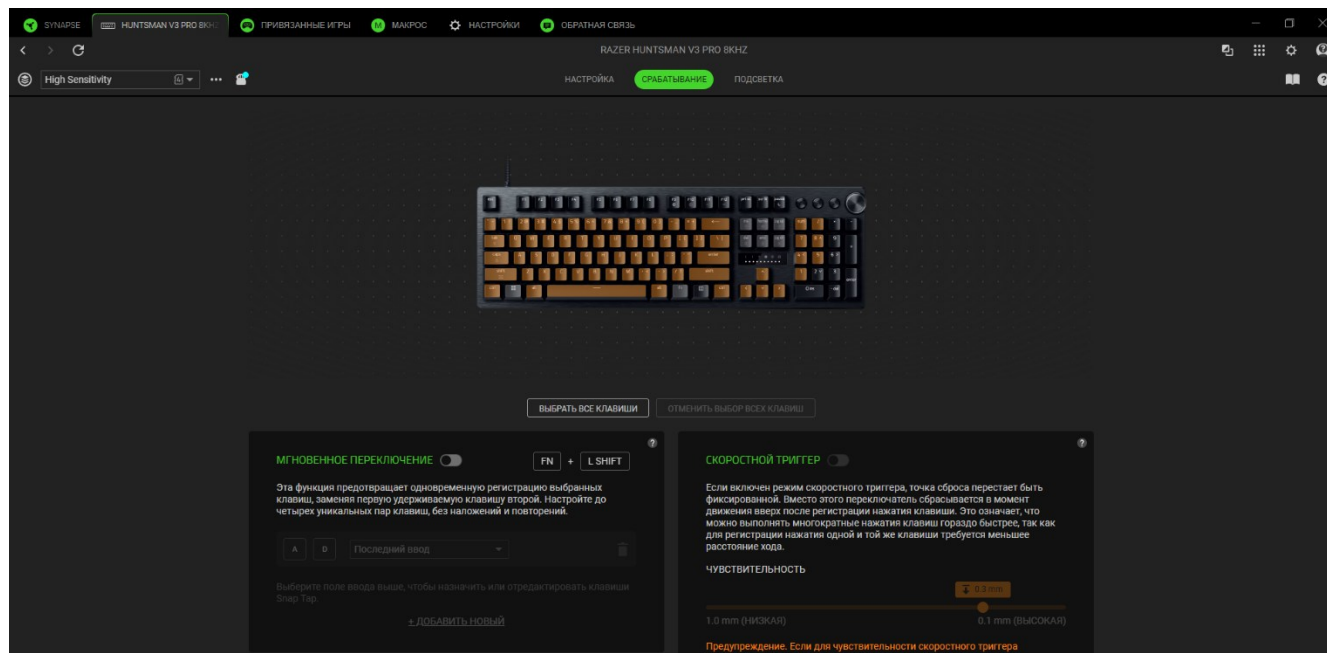 SYNAPSE
HUNTSMAN V3 PRO 8KHZ
ПРИВЯЗАННЫЕ ИГРЫ
МАКРОС
НАСТРОЙКИ
ОБРАТНАЯ СВЯЗЬ
RAZER HUNTSMAN V3 PRO 8KHZ
High Sensitivity
НАСТРОЙКА
СРАБАТЫВАНИЕ
ПОДСВЕТКА
ВЫБРАТЬ ВСЕ КЛАВИШИ
ОТМЕНИТЬ ВЫБОР ВСЕХ КЛАВИШ
МГНОВЕННОЕ ПЕРЕКЛЮЧЕНИЕ
FN + L SHIFT
Эта функция предотвращает одновременную регистрацию выбранных
клавиш, заменяя первую удерживаемую клавишу второй. Настройте до
четырех уникальных пар клавиш, без наложений и повторений.
A D Последний ввод
Выберите поле ввода выше, чтобы назначить или отредактировать клавиши
Snap Tap.
+ ДОБАВИТЬ НОВЫЙ
СКОРОСТНОЙ ТРИГГЕР
Если включен режим скоростного триггера, точка сброса перестает быть
фиксированной. Вместо этого переключатель сбрасывается в момент
движения вверх после регистрации нажатия клавиши. Это означает, что
можно выполнять многократные нажатия клавиш гораздо быстрее, так как
для регистрации нажатия одной и той же клавиши требуется меньшее
расстояние хода.
ЧУВСТВИТЕЛЬНОСТЬ
0.3 mm
1.0 mm (НИЗКАЯ)
0.1 mm (ВЫСОКАЯ)
Предупреждение. Если для чувствительности скоростного триггера